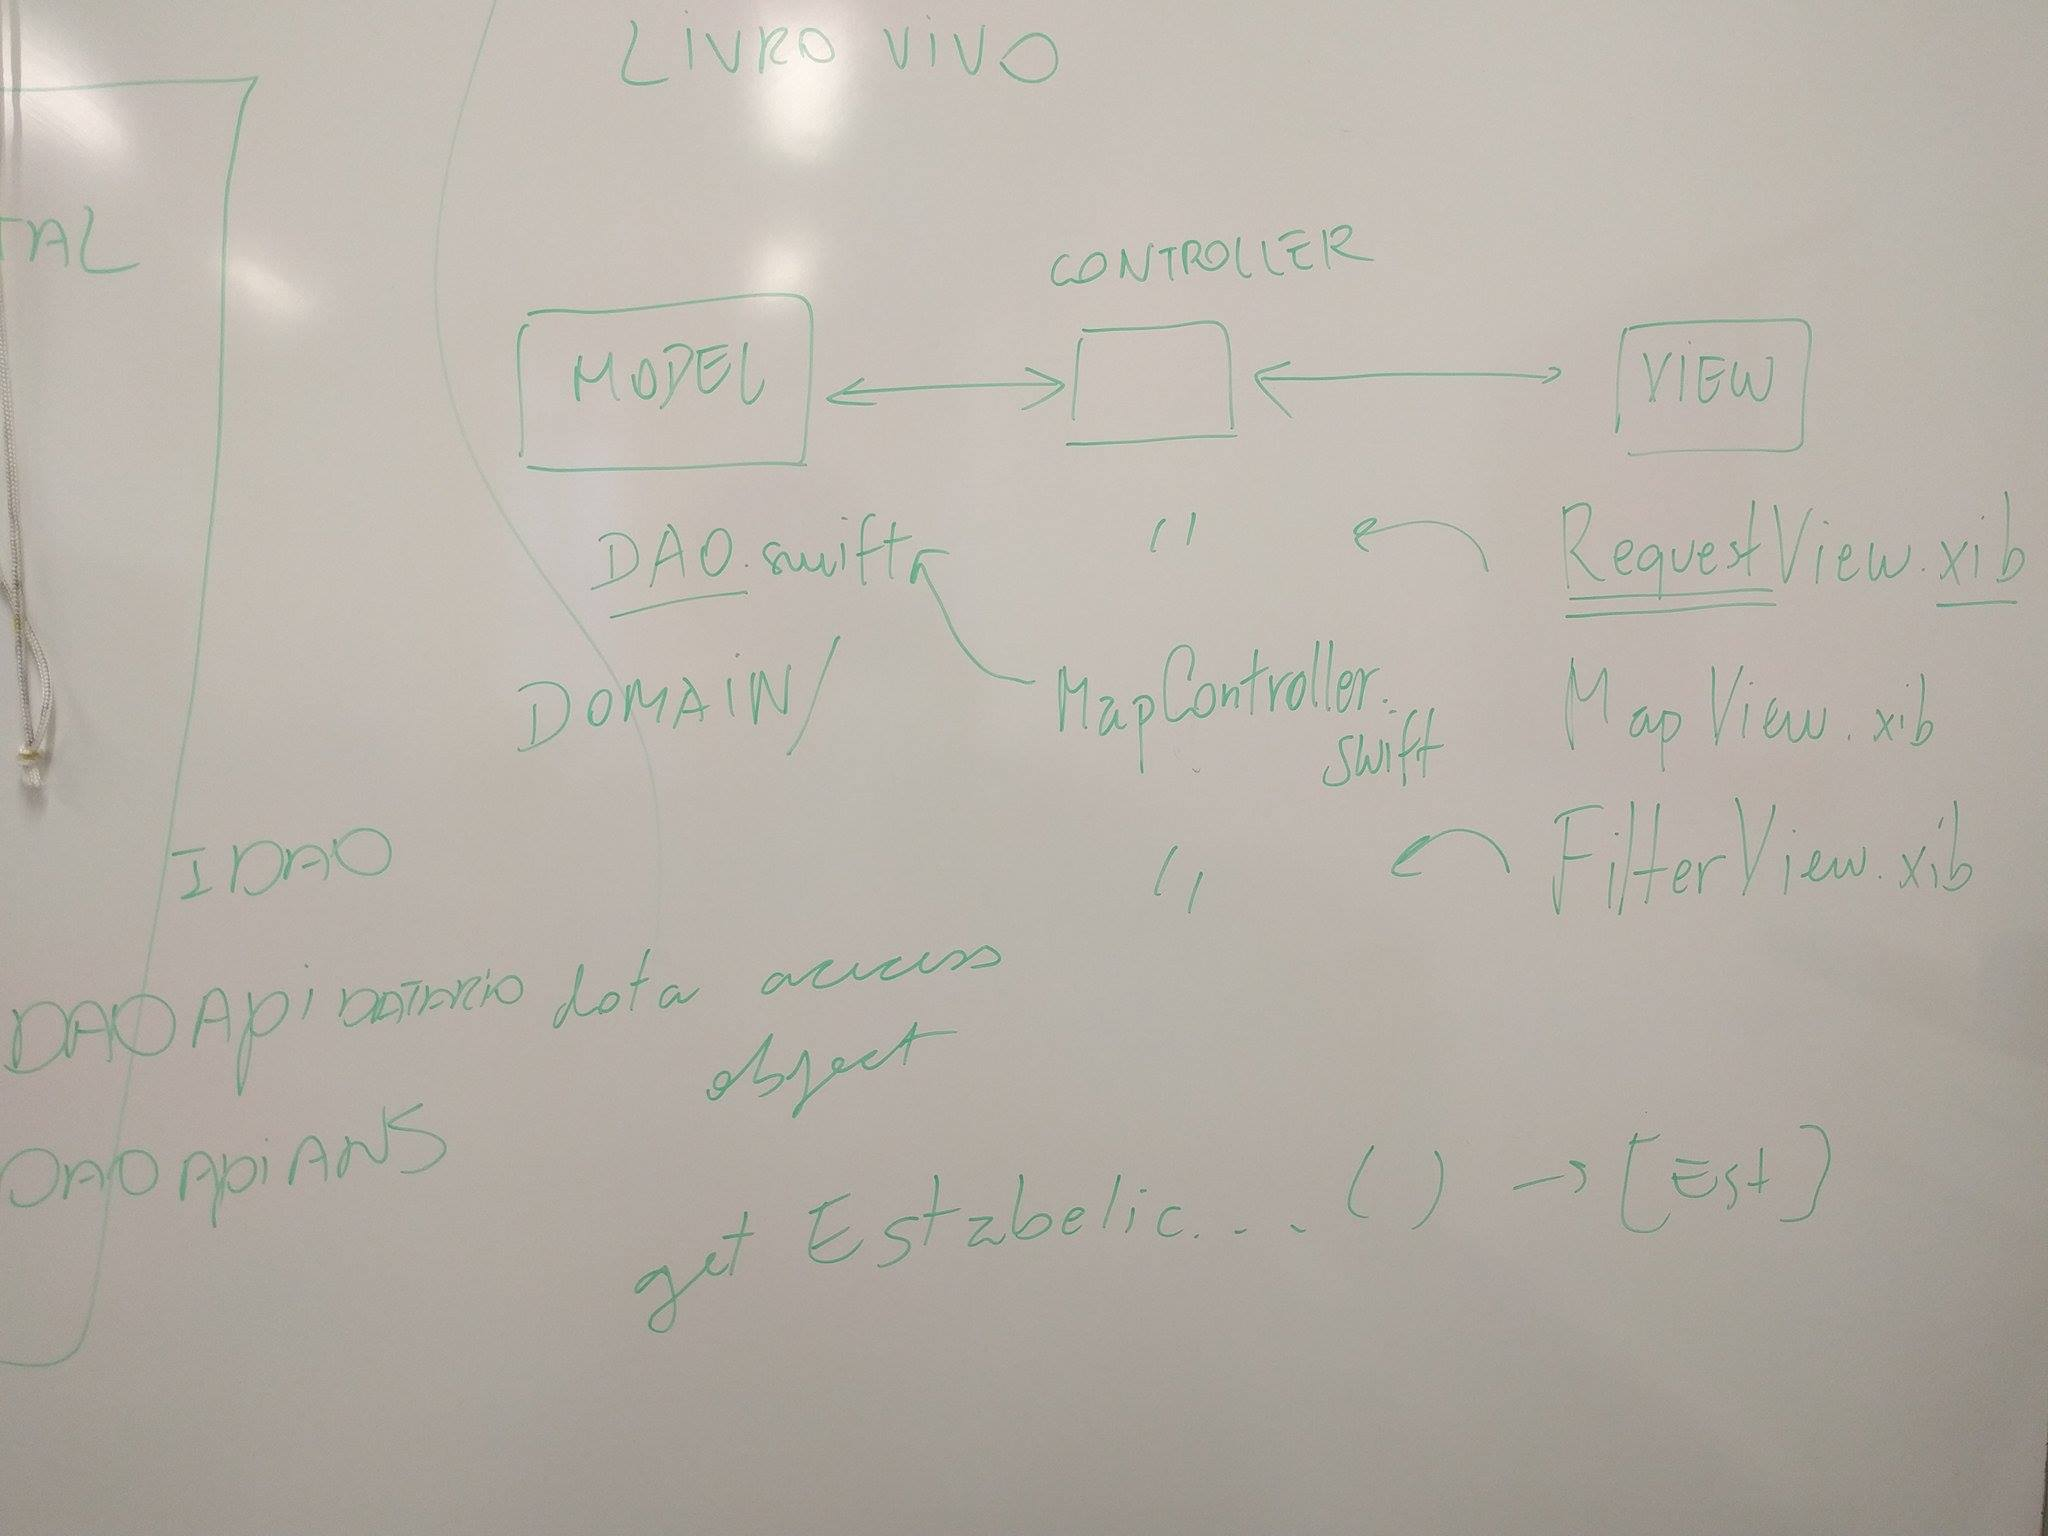 LIVRO VIVO
TAL
CONTROLLER
MODEL
VIEW
DAO.swift
"
RequestView.xib
DOMAIN/
MapController.
swift
MapView.xib
IDAO
"
FilterView.xib
DAOApiDATARIO data access
object
DAOApiANS
get Estabelic...( ) → [Est]